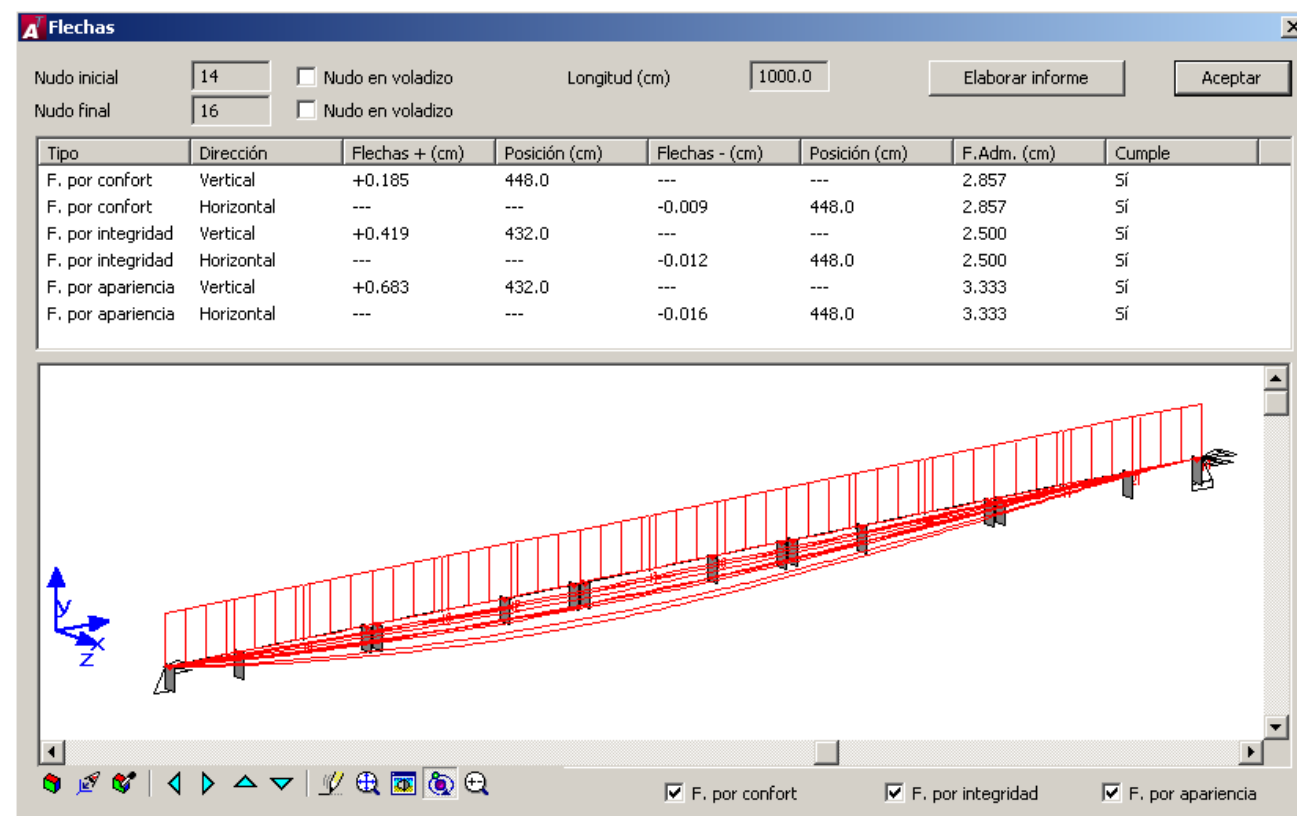 Flechas
Nudo inicial 14 Nudo en voladizo Longitud (cm) 1000.0 Elaborar informe Aceptar
Nudo final 16 Nudo en voladizo
Tipo Dirección Flechas + (cm) Posición (cm) Flechas - (cm) Posición (cm) F.Adm. (cm) Cumple
F. por confort Vertical +0.185 448.0 --- --- 2.857 Sí
F. por confort Horizontal --- --- -0.009 448.0 2.857 Sí
F. por integridad Vertical +0.419 432.0 --- --- 2.500 Sí
F. por integridad Horizontal --- --- -0.012 448.0 2.500 Sí
F. por apariencia Vertical +0.683 432.0 --- --- 3.333 Sí
F. por apariencia Horizontal --- --- -0.016 448.0 3.333 Sí
y
x
z
F. por confort F. por integridad F. por apariencia